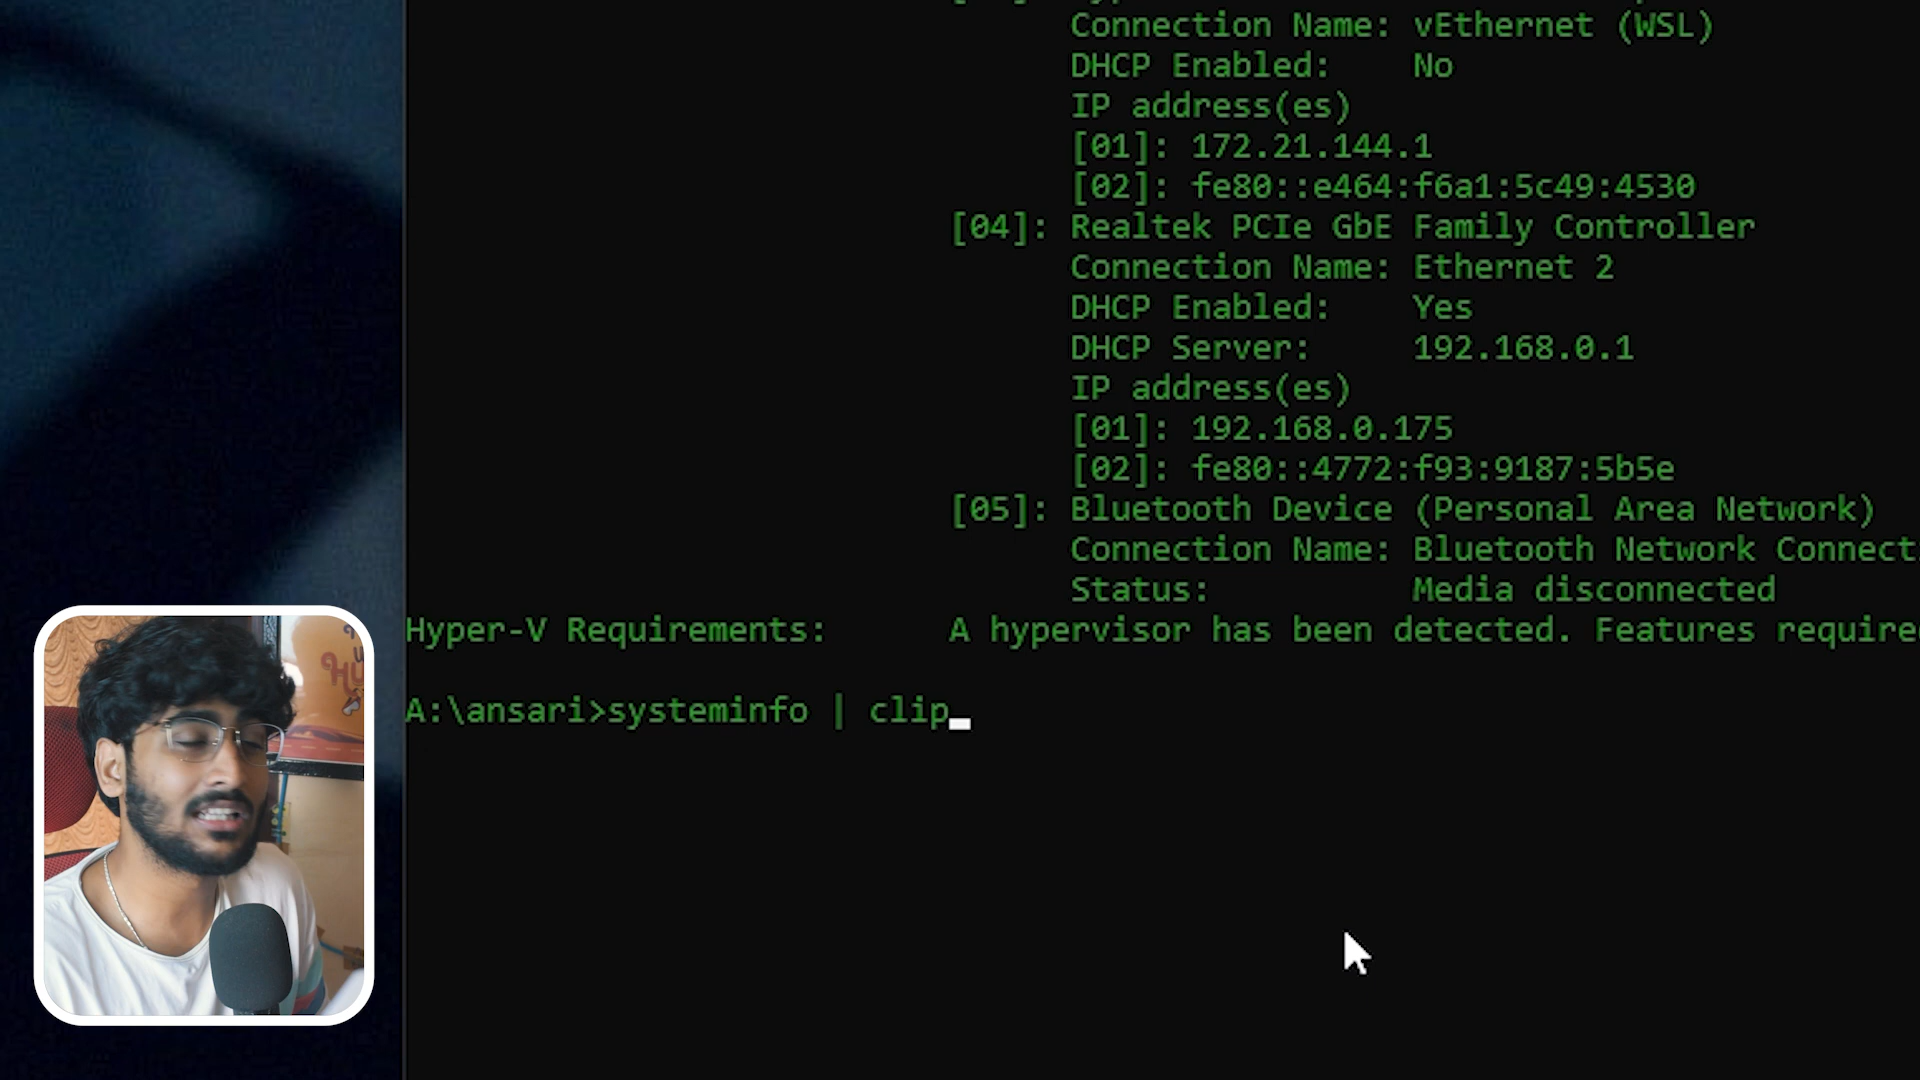 Connection Name: vEthernet (WSL)
DHCP Enabled:    No
IP address(es)
[01]: 172.21.144.1
[02]: fe80::e464:f6a1:5c49:4530
[04]: Realtek PCIe GbE Family Controller
Connection Name: Ethernet 2
DHCP Enabled:    Yes
DHCP Server:     192.168.0.1
IP address(es)
[01]: 192.168.0.175
[02]: fe80::4772:f93:9187:5b5e
[05]: Bluetooth Device (Personal Area Network)
Connection Name: Bluetooth Network Connect
Status:          Media disconnected
Hyper-V Requirements:      A hypervisor has been detected. Features require
A:\ansari>systeminfo | clip